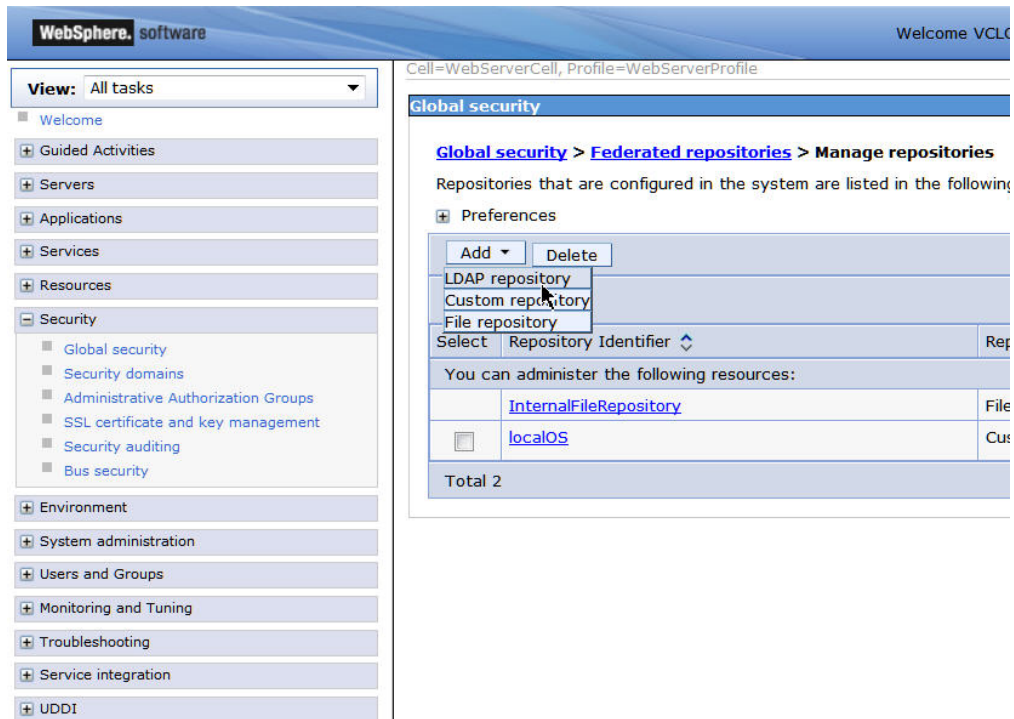 WebSphere. software
Welcome VCLC
View: All tasks
Welcome
Guided Activities
Servers
Applications
Services
Resources
Security
Global security
Security domains
Administrative Authorization Groups
SSL certificate and key management
Security auditing
Bus security
Environment
System administration
Users and Groups
Monitoring and Tuning
Troubleshooting
Service integration
UDDI
Cell=WebServerCell, Profile=WebServerProfile
Global security
Global security > Federated repositories > Manage repositories
Repositories that are configured in the system are listed in the following
Preferences
Add Delete
LDAP repository
Custom repository
File repository
Select Repository Identifier Rep
You can administer the following resources:
InternalFileRepository File
localOS Cus
Total 2